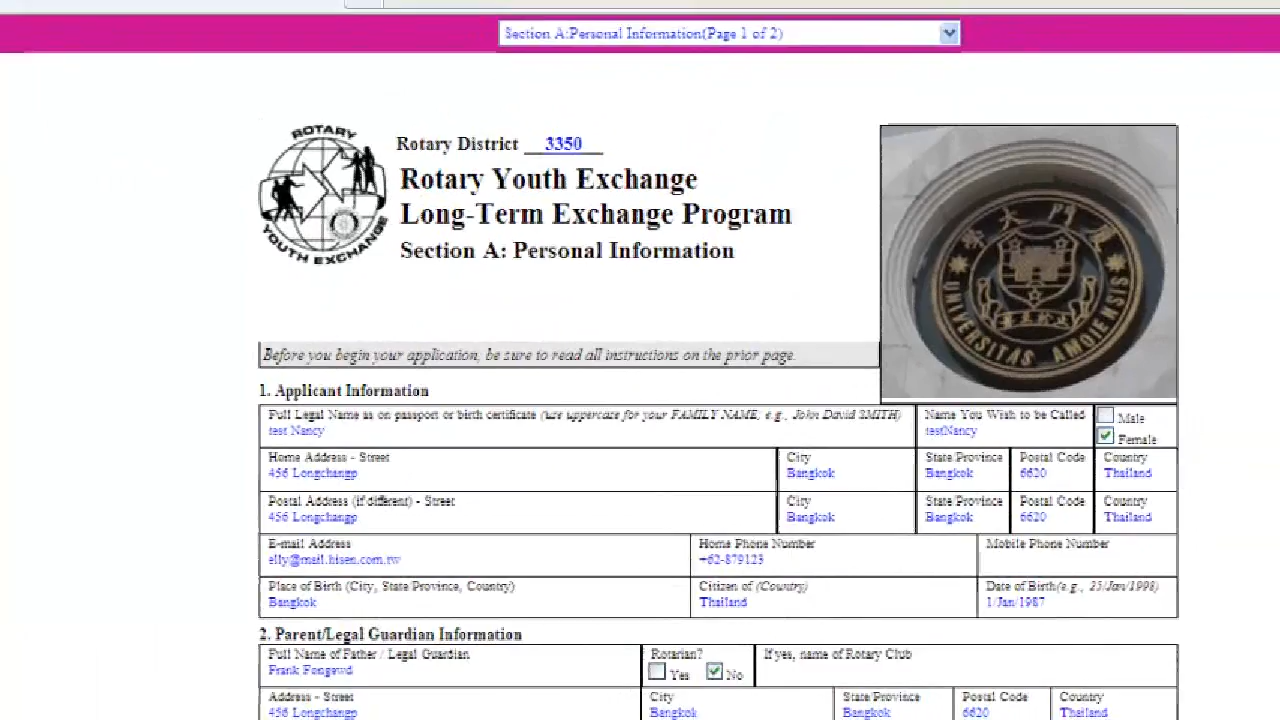 Section A:Personal Information(Page 1 of 2)
ROTARY
YOUTH EXCHANGE
Rotary District 3350
Rotary Youth Exchange
Long-Term Exchange Program
Section A: Personal Information
學大門廈
UNIVERSITAS AMOIENSIS
Before you begin your application, be sure to read all instructions on the prior page.
1. Applicant Information
Full Legal Name as on passport or birth certificate (use uppercase for your FAMILY NAME, e.g., John David SMITH)
test Nancy
Name You Wish to be Called
testNancy
Male
Female
Home Address - Street
456 Longchangp
City
Bangkok
State/Province
Bangkok
Postal Code
6620
Country
Thailand
Postal Address (if different) - Street
456 Longchangp
City
Bangkok
State/Province
Bangkok
Postal Code
6620
Country
Thailand
E-mail Address
elly@mail.hisen.com.tw
Home Phone Number
+62-879123
Mobile Phone Number
Place of Birth (City, State/Province, Country)
Bangkok
Citizen of (Country)
Thailand
Date of Birth(e.g., 25/Jan/1998)
1/Jan/1987
2. Parent/Legal Guardian Information
Full Name of Father / Legal Guardian
Frank Fongewd
Rotarian?
Yes
No
If yes, name of Rotary Club
Address - Street
456 Longchangp
City
Bangkok
State/Province
Bangkok
Postal Code
6620
Country
Thailand